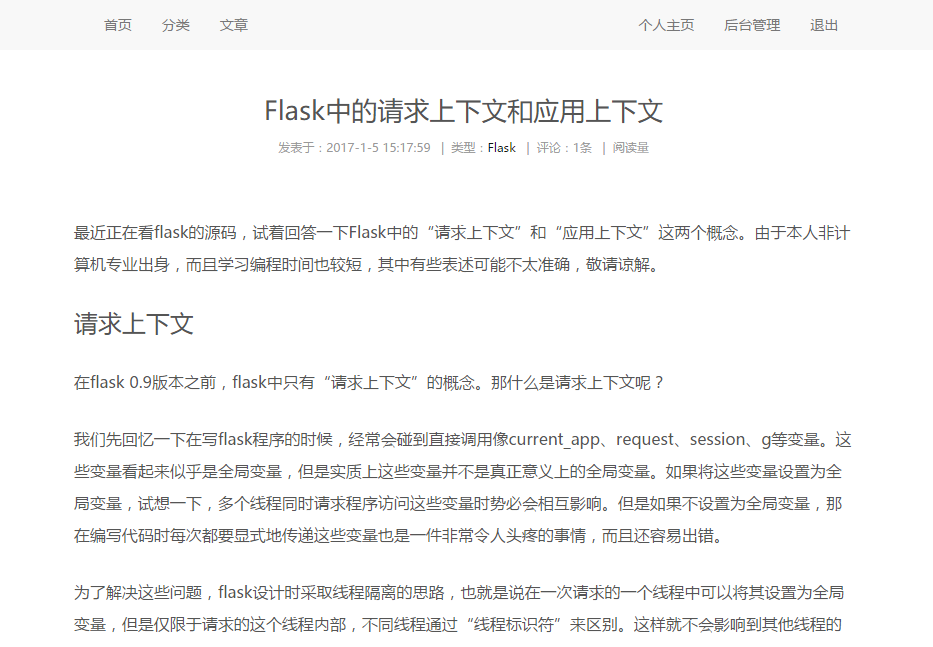 首页 分类 文章 个人主页 后台管理 退出
Flask中的请求上下文和应用上下文
发表于：2017-1-5 15:17:59 | 类型：Flask | 评论：1条 | 阅读量
最近正在看flask的源码，试着回答一下Flask中的“请求上下文”和“应用上下文”这两个概念。由于本人非计
算机专业出身，而且学习编程时间也较短，其中有些表述可能不太准确，敬请谅解。
请求上下文
在flask 0.9版本之前，flask中只有“请求上下文”的概念。那什么是请求上下文呢？
我们先回忆一下在写flask程序的时候，经常会碰到直接调用像current_app、request、session、g等变量。这
些变量看起来似乎是全局变量，但是实质上这些变量并不是真正意义上的全局变量。如果将这些变量设置为全
局变量，试想一下，多个线程同时请求程序访问这些变量时势必会相互影响。但是如果不设置为全局变量，那
在编写代码时每次都要显式地传递这些变量也是一件非常令人头疼的事情，而且还容易出错。
为了解决这些问题，flask设计时采取线程隔离的思路，也就是说在一次请求的一个线程中可以将其设置为全局
变量，但是仅限于请求的这个线程内部，不同线程通过“线程标识符”来区别。这样就不会影响到其他线程的